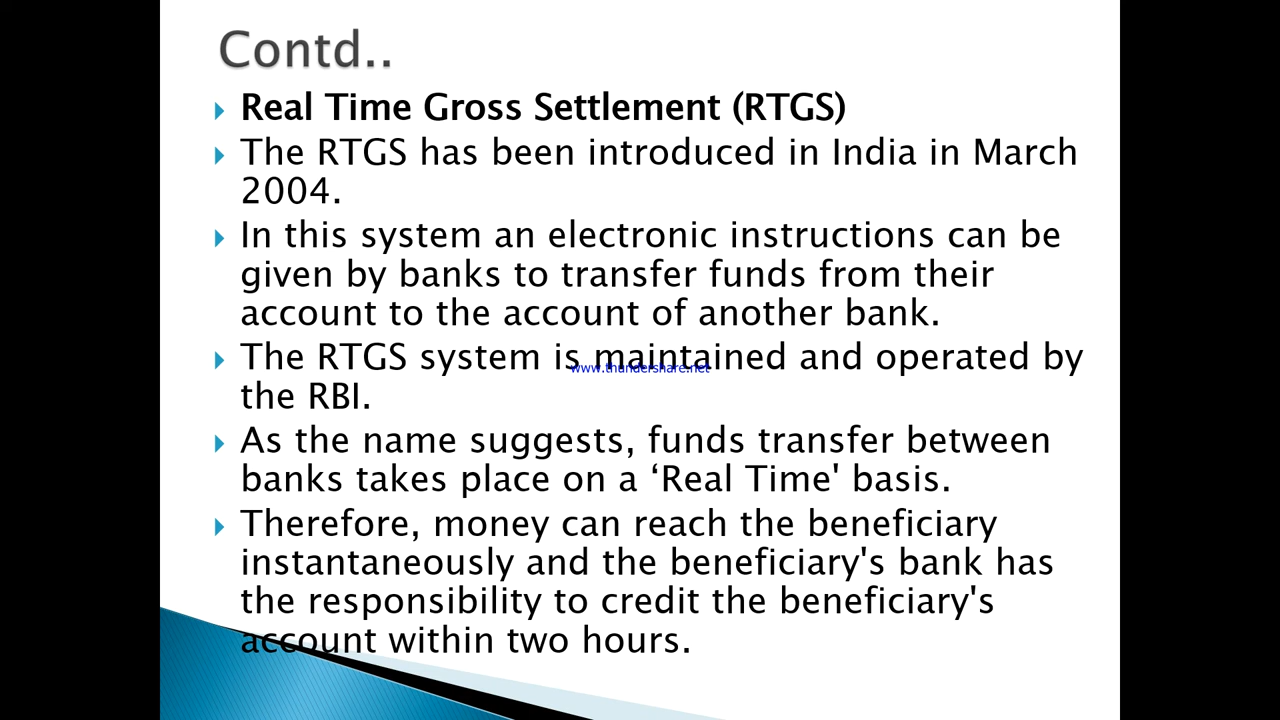 Contd..
Real Time Gross Settlement (RTGS)
The RTGS has been introduced in India in March
2004.
In this system an electronic instructions can be
given by banks to transfer funds from their
account to the account of another bank.
The RTGS system is maintained and operated by
www.thundershare.net
the RBI.
As the name suggests, funds transfer between
banks takes place on a ‘Real Time' basis.
Therefore, money can reach the beneficiary
instantaneously and the beneficiary's bank has
the responsibility to credit the beneficiary's
account within two hours.